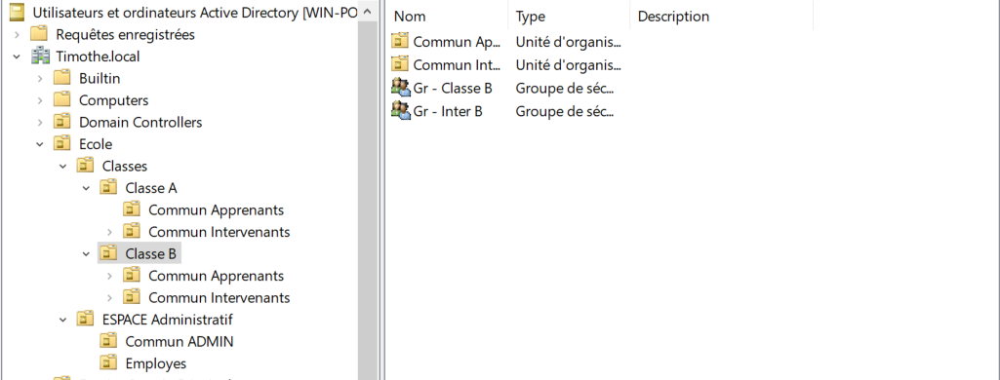 Utilisateurs et ordinateurs Active Directory [WIN-PO
Requêtes enregistrées
Timothe.local
Builtin
Computers
Domain Controllers
Ecole
Classes
Classe A
Commun Apprenants
Commun Intervenants
Classe B
Commun Apprenants
Commun Intervenants
ESPACE Administratif
Commun ADMIN
Employes
Nom Type Description
Commun Ap... Unité d'organis...
Commun Int... Unité d'organis...
Gr - Classe B Groupe de séc...
Gr - Inter B Groupe de séc...